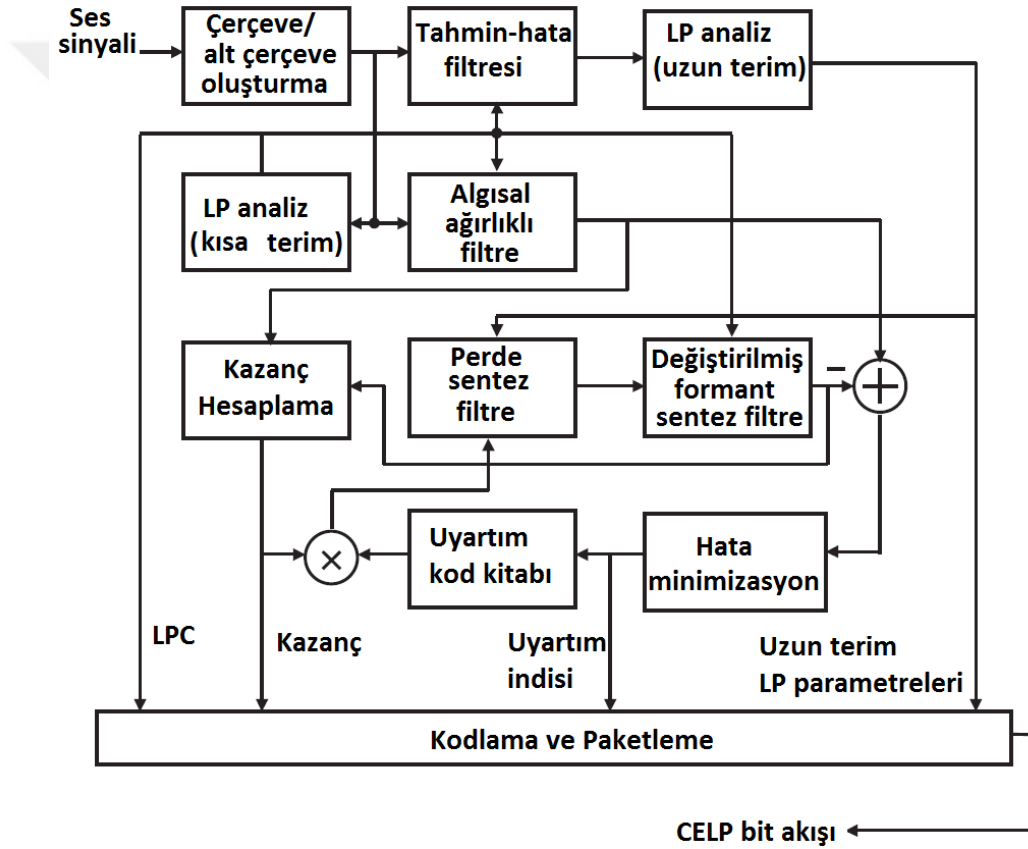 Ses
sinyali
Çerçeve/
alt çerçeve
oluşturma
Tahmin-hata
filtresi
LP analiz
(uzun terim)
LP analiz
(kısa terim)
Algısal
ağırlıklı
filtre
Kazanç
Hesaplama
Perde
sentez
filtre
Değiştirilmiş
formant
sentez filtre
−
+
×
Uyartım
kod kitabı
Hata
minimizasyon
LPC
Kazanç
Uyartım
indisi
Uzun terim
LP parametreleri
Kodlama ve Paketleme
CELP bit akışı